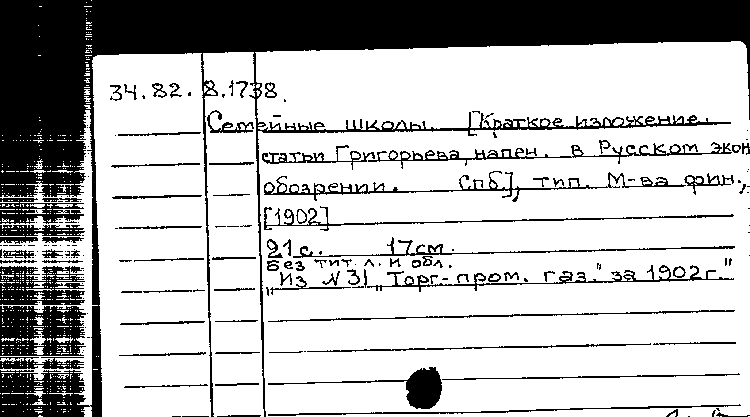 34.82.8.1738.
Семейные школы. [Краткое изложение.
статьи Григорьева, напеч. в Русском экон
обозрении. Спб.], тип. М-ва фин.,
[1902]
21 с. 17 см.
Без тит. л. и обл.
"Из №31 "Торг-пром. газ." за 1902 г."